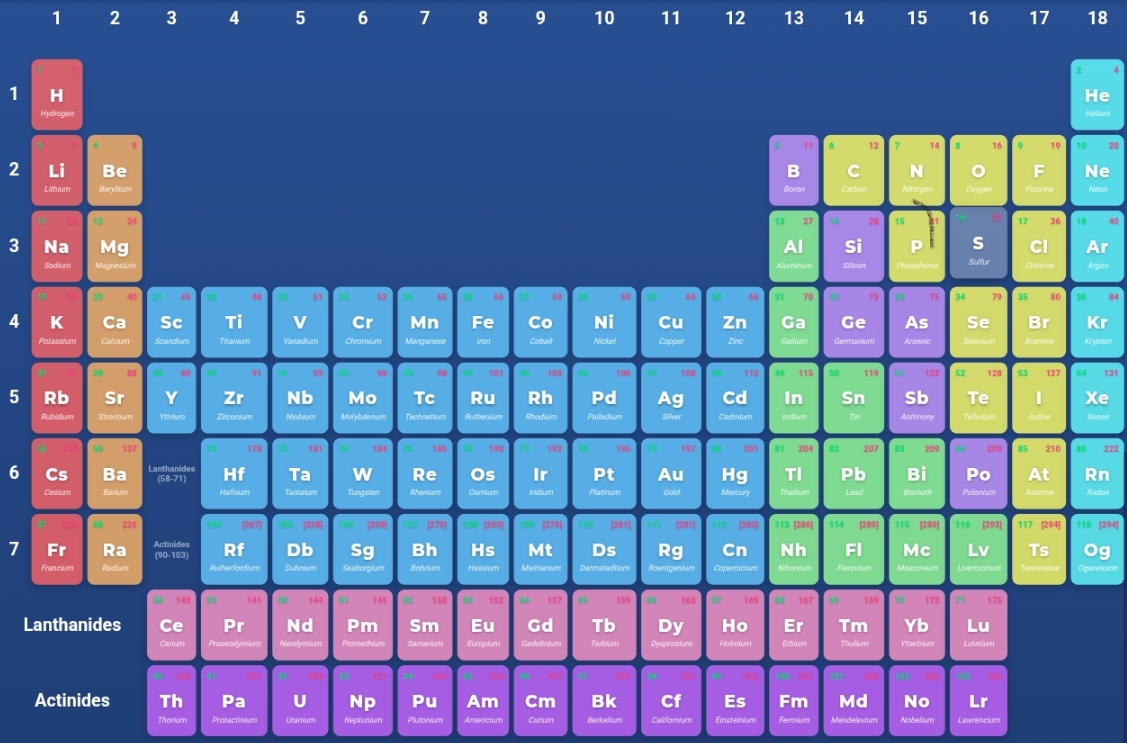 1 2 3 4 5 6 7 8 9 10 11 12 13 14 15 16 17 18
2 4
1 H He
Hydrogen Helium
3 7 4 9 5 11 6 12 7 14 8 16 9 19 10 20
2 Li Be B C N O F Ne
Lithium Beryllium Boron Carbon Nitrogen Oxygen Fluorine Neon
11 12 24 13 27 14 28 15 31 16 17 36 18 40
3 Na Mg Al Si P S Cl Ar
Sodium Magnesium Aluminum Silicon Phosphorus Sulfur Chlorine Argon
19 20 40 21 45 22 48 23 51 24 52 25 55 26 56 27 59 28 59 29 64 30 65 31 70 32 73 33 75 34 79 35 80 36 84
4 K Ca Sc Ti V Cr Mn Fe Co Ni Cu Zn Ga Ge As Se Br Kr
Potassium Calcium Scandium Titanium Vanadium Chromium Manganese Iron Cobalt Nickel Copper Zinc Gallium Germanium Arsenic Selenium Bromine Krypton
37 38 88 39 89 40 91 41 93 42 96 43 98 44 101 45 103 46 106 47 108 48 112 49 115 50 119 51 122 52 128 53 127 54 131
5 Rb Sr Y Zr Nb Mo Tc Ru Rh Pd Ag Cd In Sn Sb Te I Xe
Rubidium Strontium Yttrium Zirconium Niobium Molybdenum Technetium Ruthenium Rhodium Palladium Silver Cadmium Indium Tin Antimony Tellurium Iodine Xenon
55 56 137 72 178 73 181 74 184 75 186 76 190 77 192 78 195 79 197 80 201 81 204 82 207 83 209 84 209 85 210 86 222
6 Cs Ba Lanthanides (58-71) Hf Ta W Re Os Ir Pt Au Hg Tl Pb Bi Po At Rn
Cesium Barium Hafnium Tantalum Tungsten Rhenium Osmium Iridium Platinum Gold Mercury Thallium Lead Bismuth Polonium Astatine Radon
87 88 226 104 [267] 105 [268] 106 [269] 107 [270] 108 [269] 109 [278] 110 [281] 111 [281] 112 [285] 113 [286] 114 [289] 115 [289] 116 [293] 117 [294] 118 [294]
7 Fr Ra Actinides (90-103) Rf Db Sg Bh Hs Mt Ds Rg Cn Nh Fl Mc Lv Ts Og
Francium Radium Rutherfordium Dubnium Seaborgium Bohrium Hassium Meitnerium Darmstadtium Roentgenium Copernicium Nihonium Flerovium Moscovium Livermorium Tennessine Oganesson
58 140 59 141 60 144 61 145 62 150 63 152 64 157 65 159 66 163 67 165 68 167 69 169 70 173 71 175
Lanthanides Ce Pr Nd Pm Sm Eu Gd Tb Dy Ho Er Tm Yb Lu
Cerium Praseodymium Neodymium Promethium Samarium Europium Gadolinium Terbium Dysprosium Holmium Erbium Thulium Ytterbium Lutetium
90 91 92 93 94 95 96 97 98 99 100 101 102 103
Actinides Th Pa U Np Pu Am Cm Bk Cf Es Fm Md No Lr
Thorium Protactinium Uranium Neptunium Plutonium Americium Curium Berkelium Californium Einsteinium Fermium Mendelevium Nobelium Lawrencium